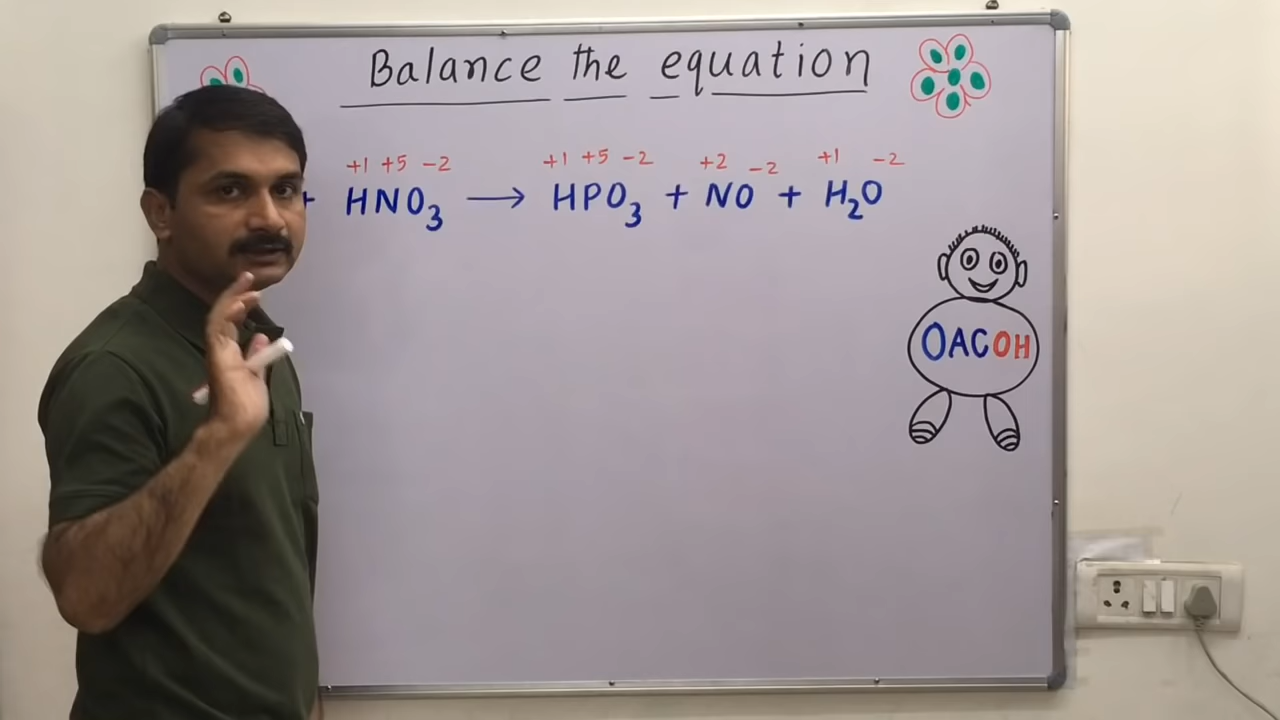 Balance the equation
+1 +5 -2 +1 +5 -2 +2 -2 +1 -2
+ HNO3 → HPO3 + NO + H2O
OACOH